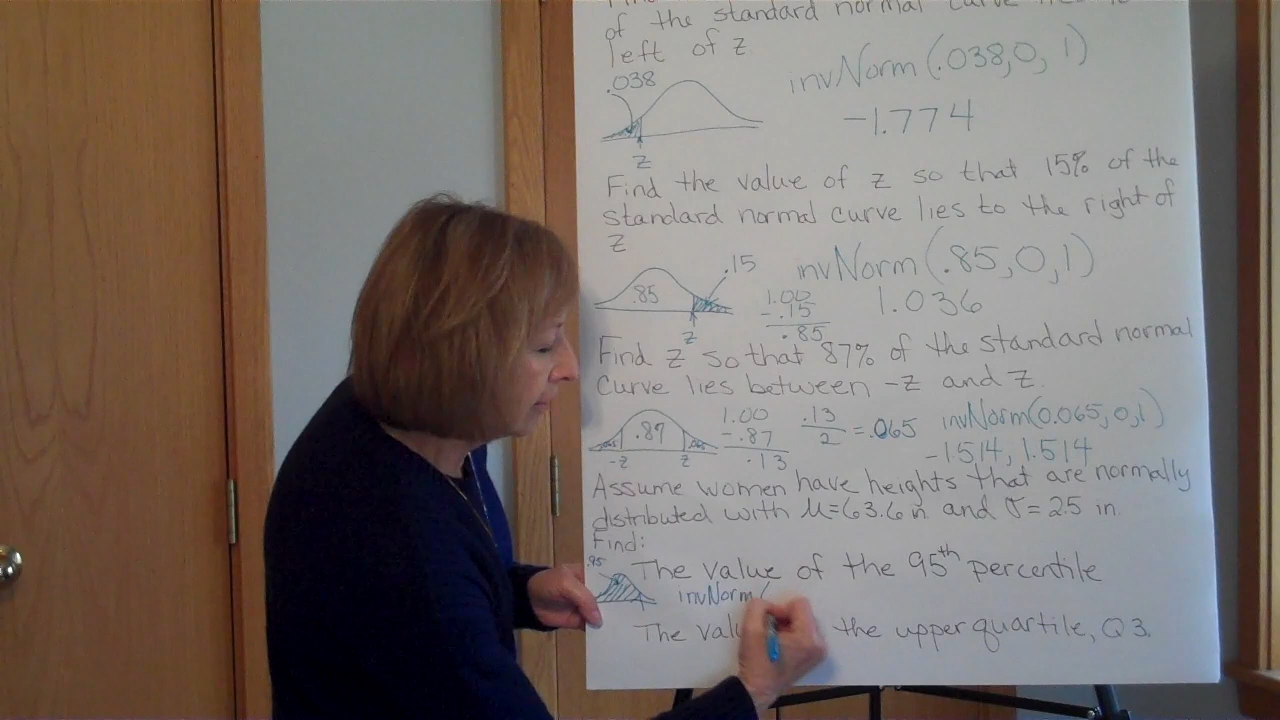 of the standard normal curve
left of z
.038
invNorm(.038,0,1)
-1.774
z
Find the value of z so that 15% of the
standard normal curve lies to the right of
z
.15
invNorm(.85,0,1)
.85
1.00
-.15
.85
1.036
z
Find z so that 87% of the standard normal
curve lies between -z and z.
.87
1.00
-.87
.13
.13
2
=.065
invNorm(0.065,0,1)
-1.514, 1.514
-z z
Assume women have heights that are normally
distributed with μ=63.6 in and σ=2.5 in.
Find:
.95
The value of the 95th percentile
invNorm(
The val the upper quartile, Q3.